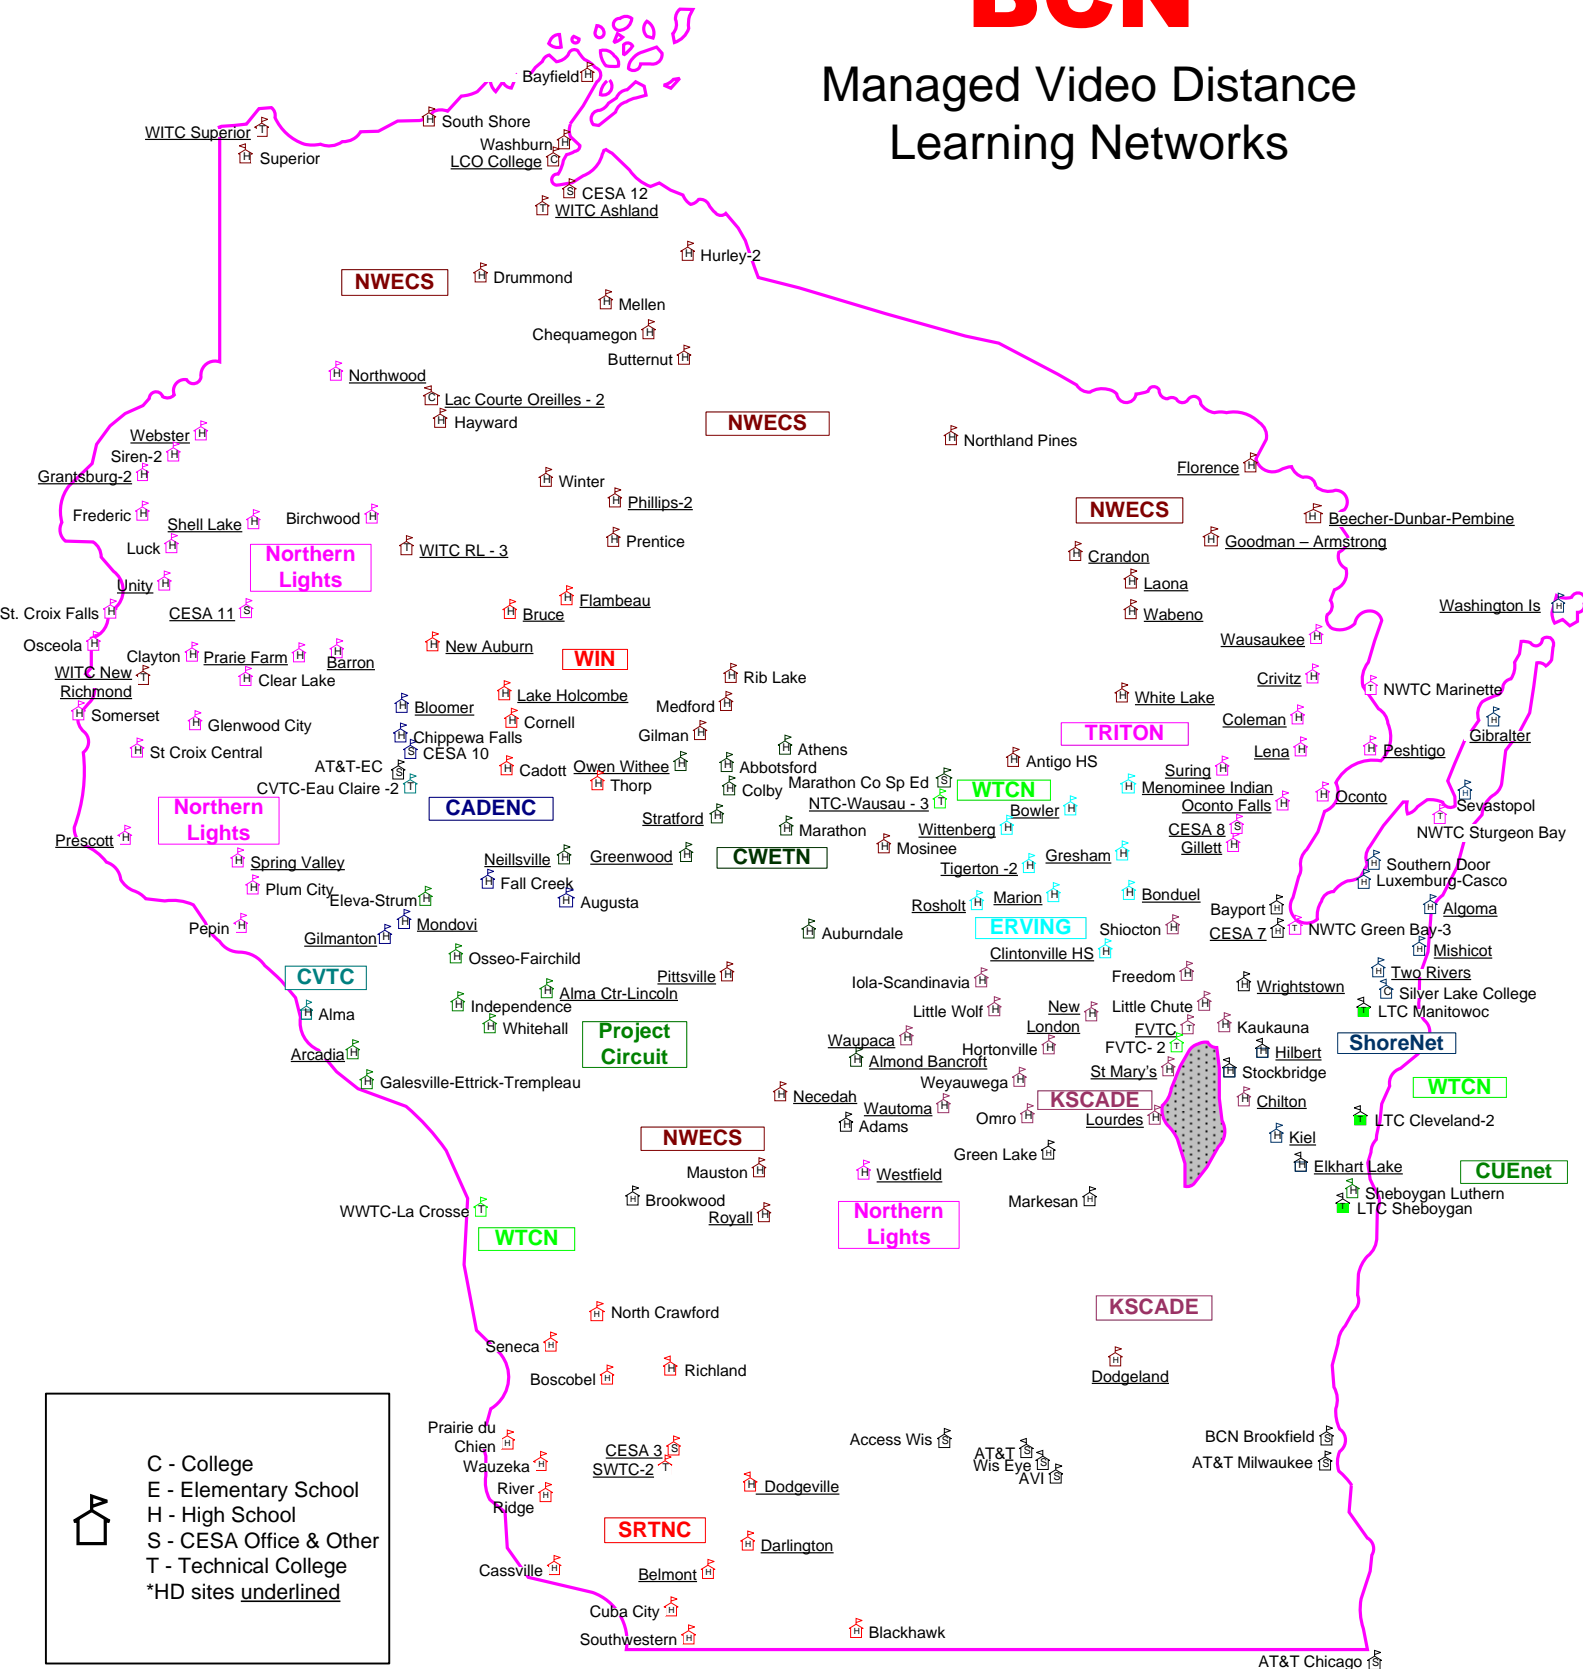 BCN
Managed Video Distance
Learning Networks
Bayfield
South Shore
WITC Superior
Superior
Washburn
LCO College
CESA 12
WITC Ashland
Hurley-2
NWECS
Drummond
Mellen
Chequamegon
Butternut
Northwood
Lac Courte Oreilles - 2
Hayward
NWECS
Northland Pines
Webster
Siren-2
Grantsburg-2
Florence
Winter
Phillips-2
NWECS
Frederic
Shell Lake
Birchwood
Beecher-Dunbar-Pembine
Luck
WITC RL - 3
Prentice
Goodman – Armstrong
Northern
Lights
Crandon
Unity
Laona
Flambeau
Washington Is
St. Croix Falls
CESA 11
Bruce
Wabeno
Osceola
Clayton
Prarie Farm
Barron
New Auburn
WIN
Wausaukee
WITC New
Richmond
Clear Lake
Rib Lake
Crivitz
NWTC Marinette
Somerset
Glenwood City
Bloomer
Lake Holcombe
Medford
White Lake
Coleman
Gibralter
St Croix Central
Chippewa Falls
Cornell
Gilman
TRITON
CESA 10
Athens
Lena
Peshtigo
AT&T-EC
Cadott
Owen Withee
Abbotsford
Antigo HS
Suring
CVTC-Eau Claire -2
Thorp
Colby
Marathon Co Sp Ed
WTCN
Menominee Indian
NTC-Wausau - 3
Bowler
Oconto Falls
Oconto
Sevastopol
Northern
Lights
CADENC
Stratford
Marathon
Wittenberg
CESA 8
NWTC Sturgeon Bay
Prescott
Mosinee
Gillett
Spring Valley
Neillsville
Greenwood
CWETN
Tigerton -2
Gresham
Southern Door
Plum City
Fall Creek
Luxemburg-Casco
Eleva-Strum
Augusta
Rosholt
Marion
Bonduel
Bayport
Algoma
Pepin
Mondovi
Auburndale
ERVING
Shiocton
CESA 7
NWTC Green Bay-3
Gilmanton
Clintonville HS
Mishicot
Osseo-Fairchild
CVTC
Pittsville
Iola-Scandinavia
Freedom
Wrightstown
Two Rivers
Alma Ctr-Lincoln
Silver Lake College
Alma
Independence
Little Wolf
New
London
Little Chute
LTC Manitowoc
Whitehall
Project
Circuit
Waupaca
FVTC
Kaukauna
Arcadia
Almond Bancroft
Hortonville
FVTC- 2
Hilbert
ShoreNet
Galesville-Ettrick-Trempleau
Weyauwega
St Mary's
Stockbridge
WTCN
Necedah
Wautoma
KSCADE
Chilton
Adams
Omro
Lourdes
LTC Cleveland-2
NWECS
Green Lake
Kiel
Mauston
Westfield
Elkhart Lake
CUEnet
Brookwood
Markesan
Sheboygan Luthern
WWTC-La Crosse
Royall
Northern
Lights
LTC Sheboygan
WTCN
North Crawford
KSCADE
Seneca
Richland
Boscobel
Dodgeland
Prairie du
Chien
CESA 3
Access Wis
AT&T
BCN Brookfield
Wauzeka
SWTC-2
Wis Eye
AT&T Milwaukee
River
Ridge
Dodgeville
AVI
SRTNC
Darlington
Cassville
Belmont
Cuba City
Southwestern
Blackhawk
AT&T Chicago
C - College
E - Elementary School
H - High School
S - CESA Office & Other
T - Technical College
*HD sites underlined